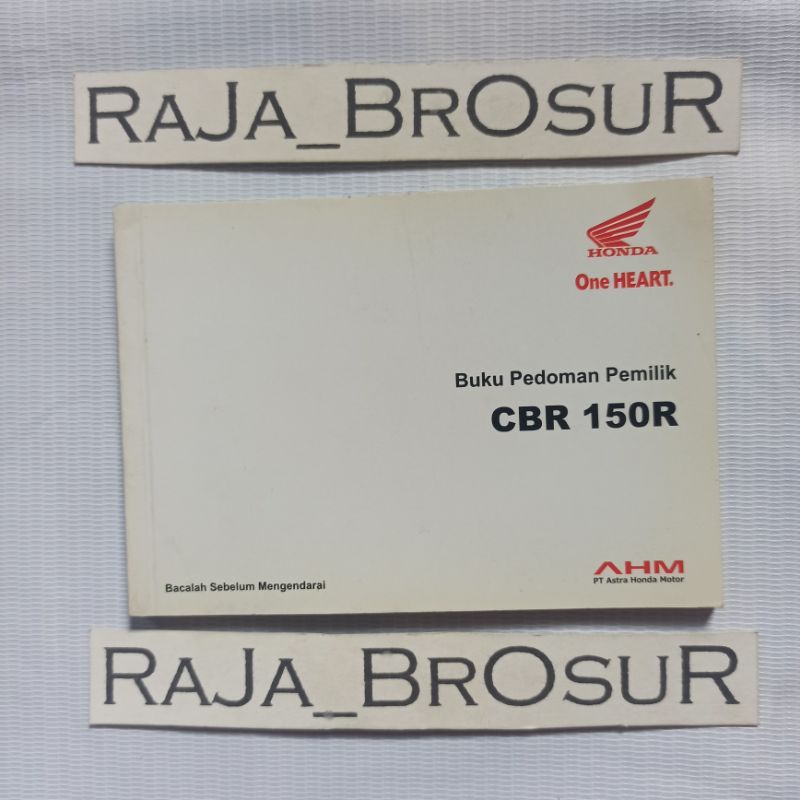 RAJA_BROSUR
HONDA
One HEART.
Buku Pedoman Pemilik
CBR 150R
AHM
PT Astra Honda Motor
Bacalah Sebelum Mengendarai
RAJA_BROSUR